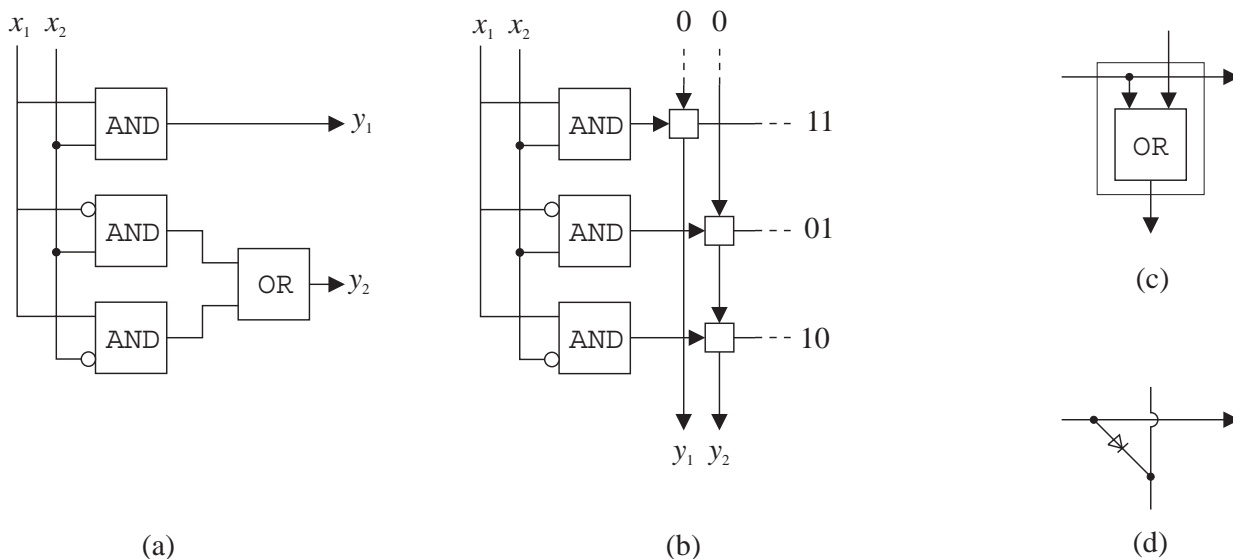 x₁ x₂
AND
y₁
AND
OR
y₂
AND
(a)
x₁ x₂
0 0
AND
11
AND
01
AND
10
y₁ y₂
(b)
OR
(c)
(d)